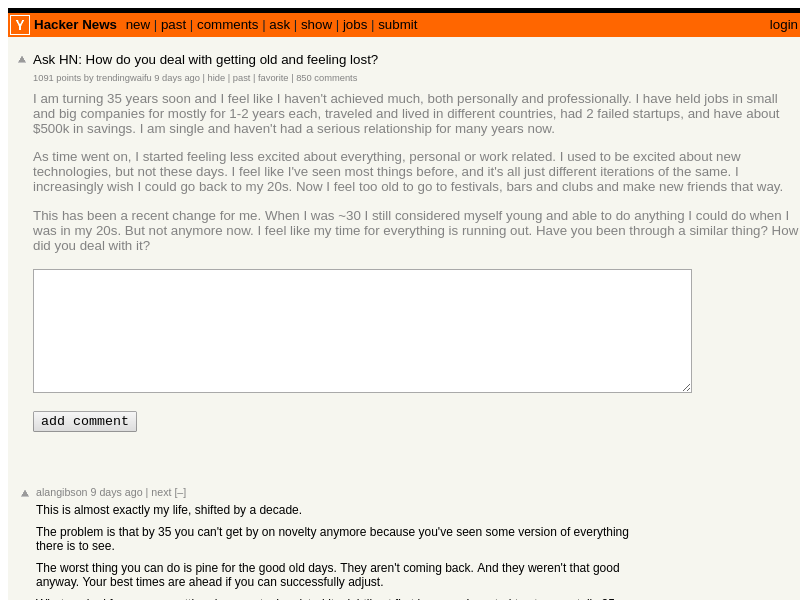 Y Hacker News new | past | comments | ask | show | jobs | submit login
Ask HN: How do you deal with getting old and feeling lost?
1091 points by trendingwaifu 9 days ago | hide | past | favorite | 850 comments
I am turning 35 years soon and I feel like I haven't achieved much, both personally and professionally. I have held jobs in small
and big companies for mostly for 1-2 years each, traveled and lived in different countries, had 2 failed startups, and have about
$500k in savings. I am single and haven't had a serious relationship for many years now.
As time went on, I started feeling less excited about everything, personal or work related. I used to be excited about new
technologies, but not these days. I feel like I've seen most things before, and it's all just different iterations of the same. I
increasingly wish I could go back to my 20s. Now I feel too old to go to festivals, bars and clubs and make new friends that way.
This has been a recent change for me. When I was ~30 I still considered myself young and able to do anything I could do when I
was in my 20s. But not anymore now. I feel like my time for everything is running out. Have you been through a similar thing? How
did you deal with it?
add comment
alangibson 9 days ago | next [–]
This is almost exactly my life, shifted by a decade.
The problem is that by 35 you can't get by on novelty anymore because you've seen some version of everything
there is to see.
The worst thing you can do is pine for the good old days. They aren't coming back. And they weren't that good
anyway. Your best times are ahead if you can successfully adjust.